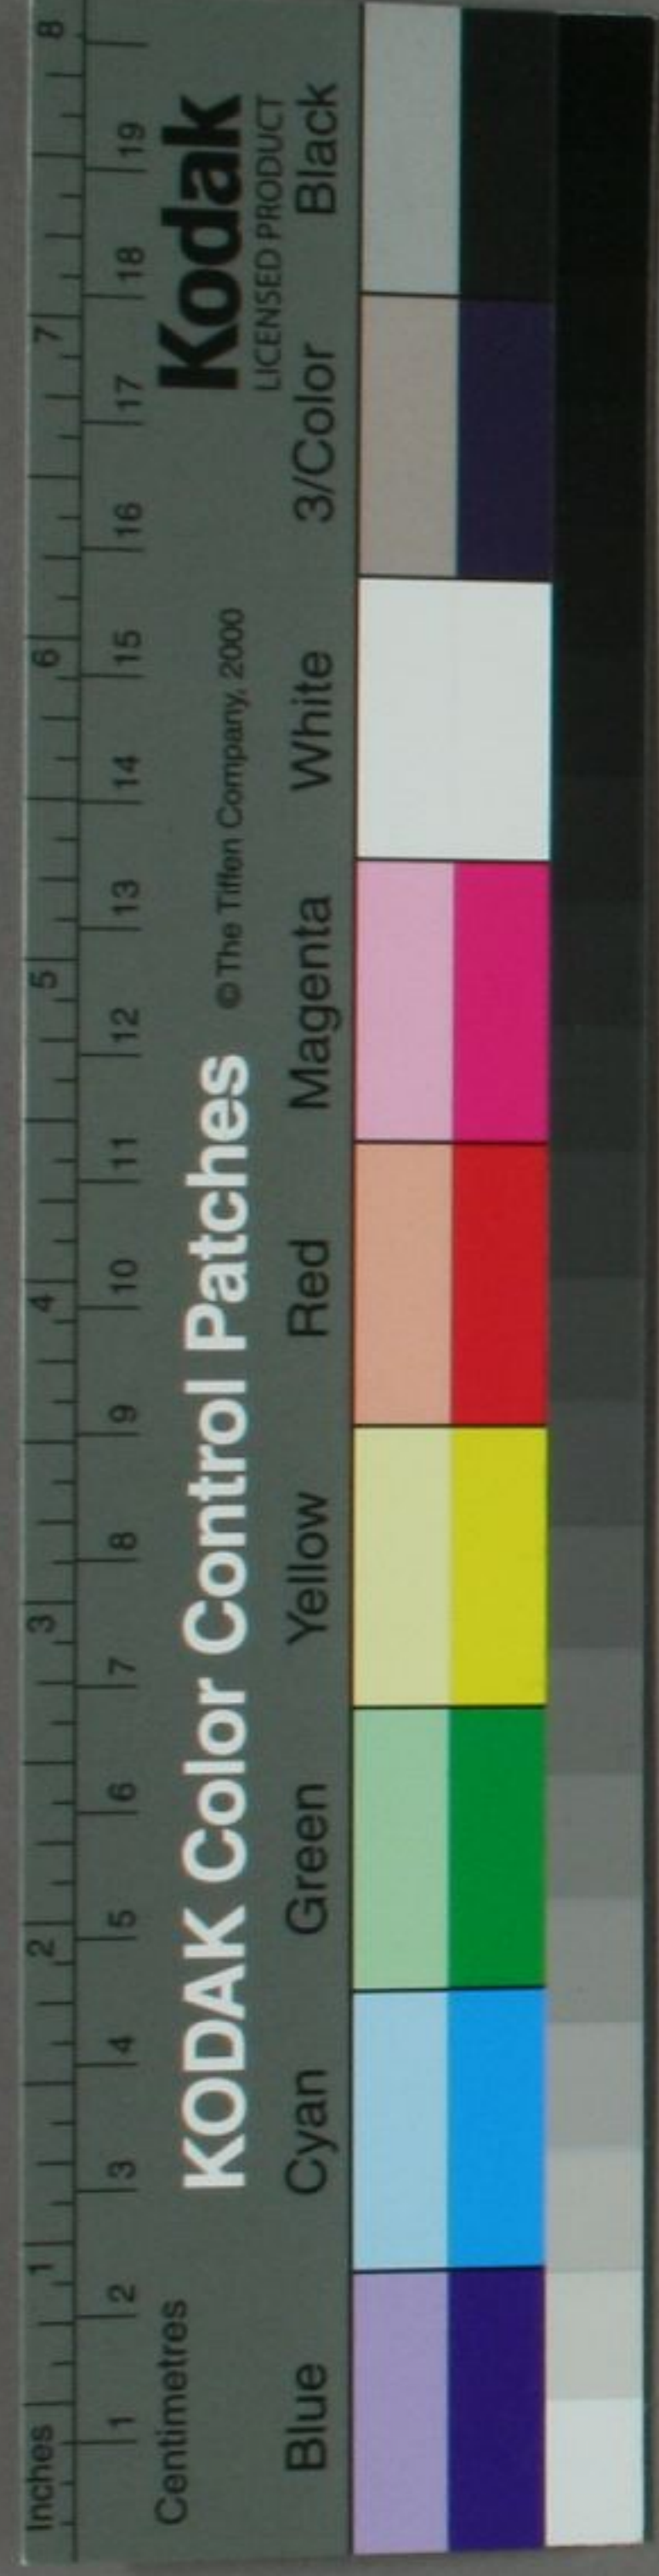 Inches 1 2 3 4 5 6 7 8
1 2 3 4 5 6 7 8 9 10 11 12 13 14 15 16 17 18 19
Centimetres
KODAK Color Control Patches
© The Tiffen Company, 2000
Kodak
LICENSED PRODUCT
Blue Cyan Green Yellow Red Magenta White 3/Color Black